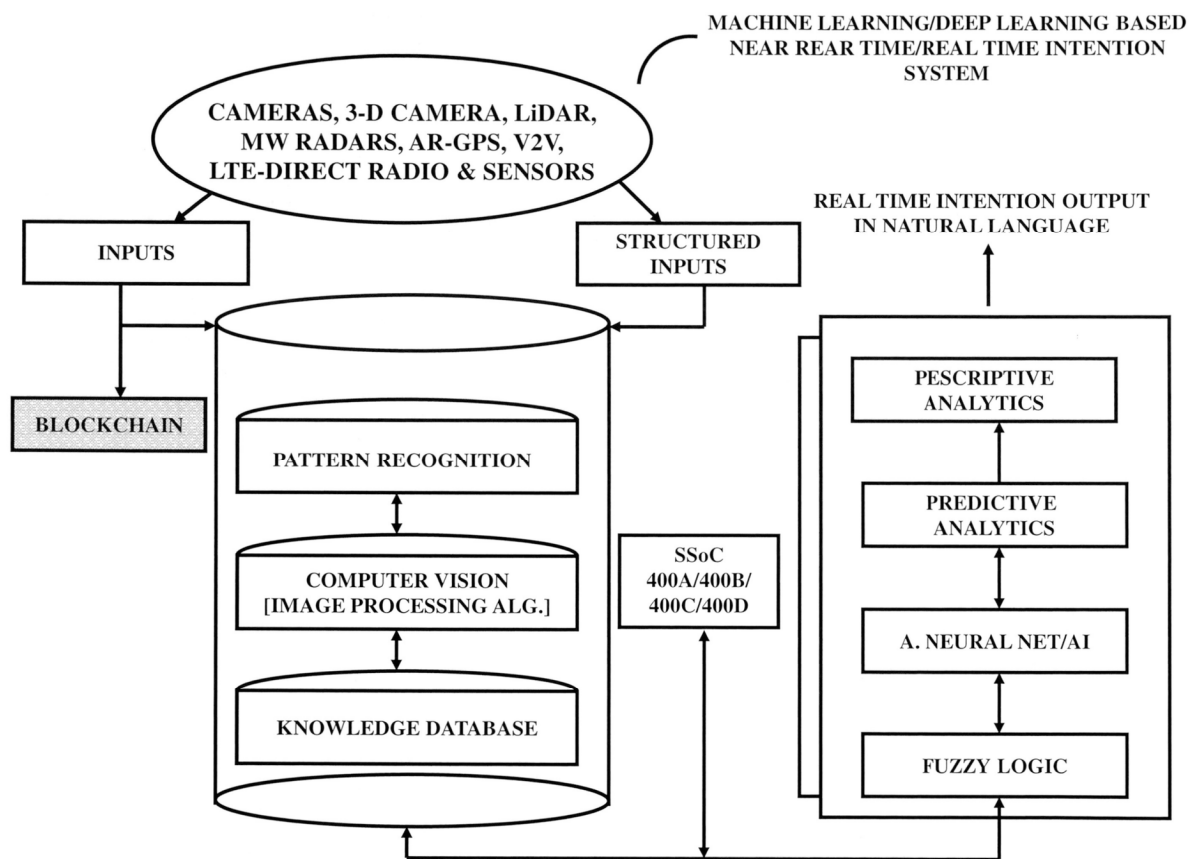 MACHINE LEARNING/DEEP LEARNING BASED
NEAR REAR TIME/REAL TIME INTENTION
SYSTEM
CAMERAS, 3-D CAMERA, LiDAR,
MW RADARS, AR-GPS, V2V,
LTE-DIRECT RADIO & SENSORS
REAL TIME INTENTION OUTPUT
IN NATURAL LANGUAGE
INPUTS
STRUCTURED
INPUTS
BLOCKCHAIN
PATTERN RECOGNITION
COMPUTER VISION
[IMAGE PROCESSING ALG.]
KNOWLEDGE DATABASE
SSoC
400A/400B/
400C/400D
PESCRIPTIVE
ANALYTICS
PREDICTIVE
ANALYTICS
A. NEURAL NET/AI
FUZZY LOGIC